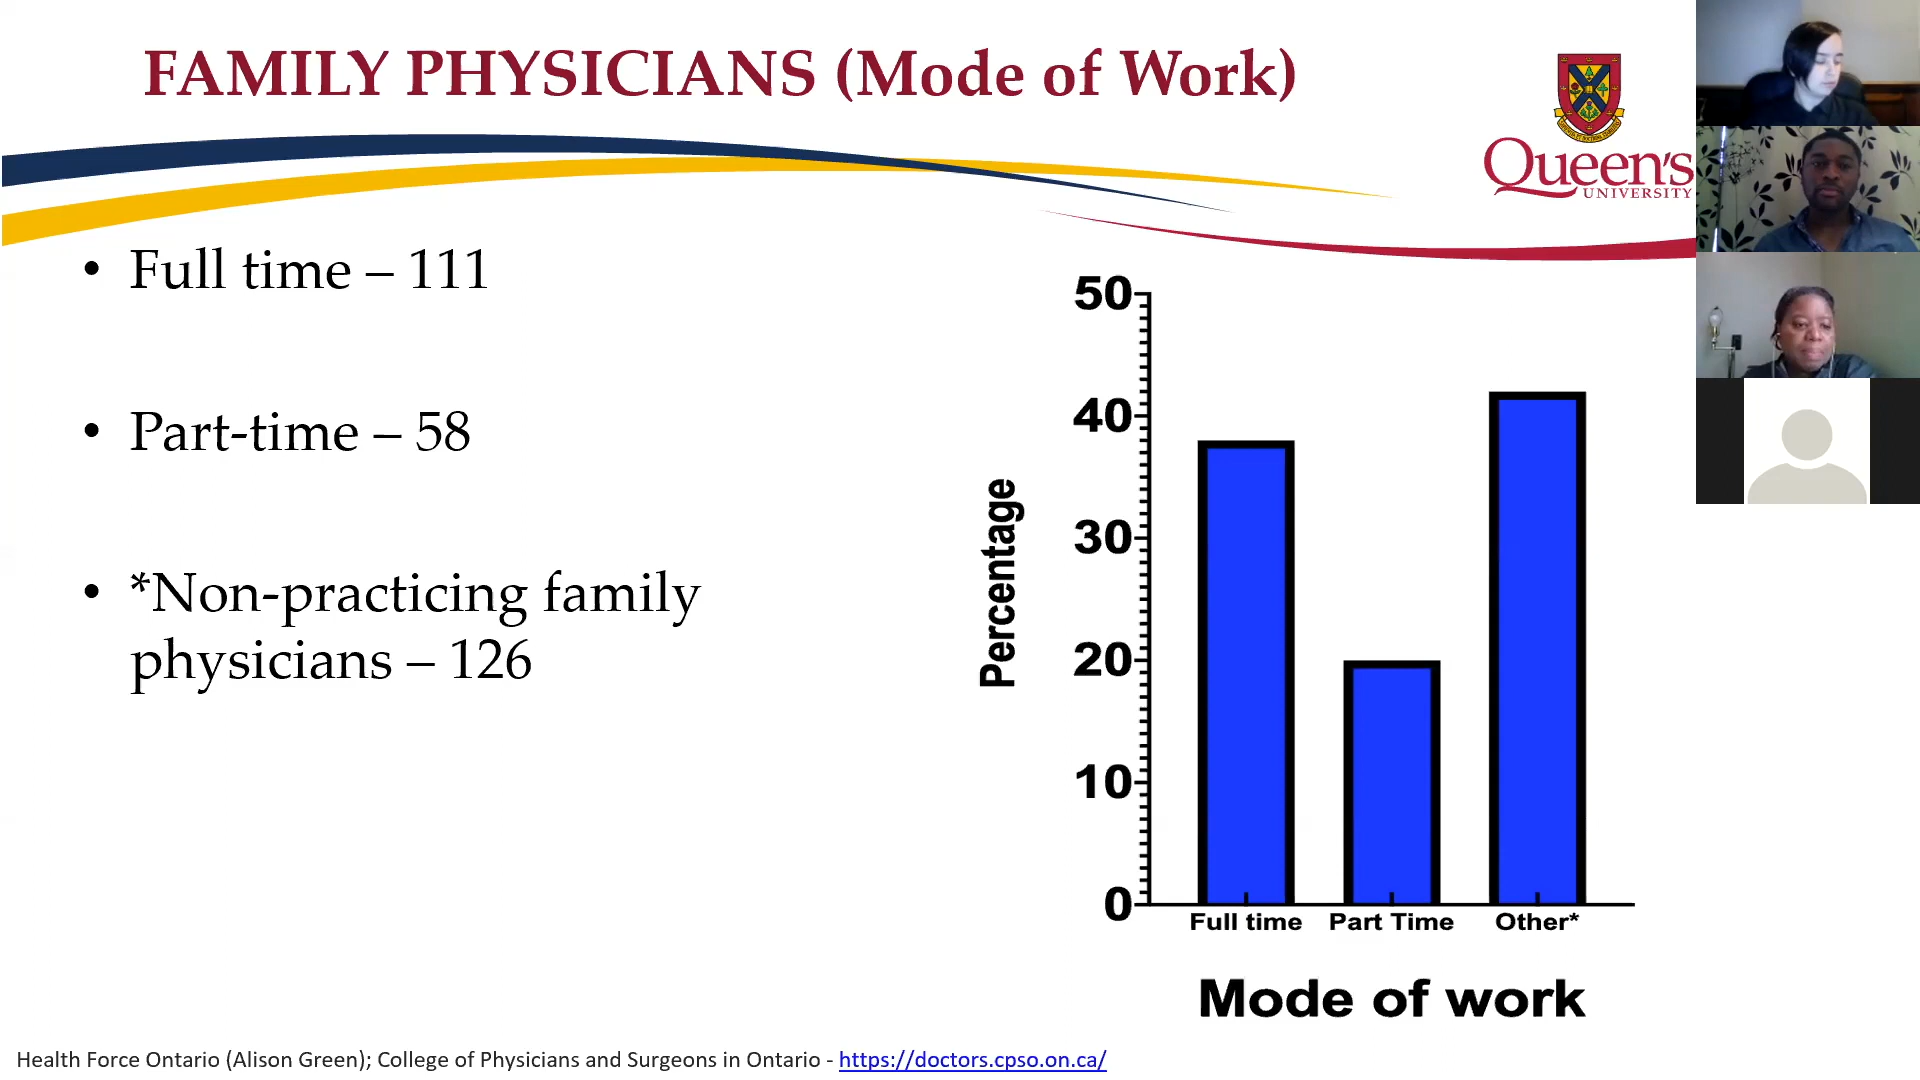 FAMILY PHYSICIANS (Mode of Work)
Queen's
UNIVERSITY
• Full time – 111
• Part-time – 58
• *Non-practicing family
physicians – 126
50
40
30
20
10
0
Percentage
Full time Part Time Other*
Mode of work
Health Force Ontario (Alison Green); College of Physicians and Surgeons in Ontario - https://doctors.cpso.on.ca/